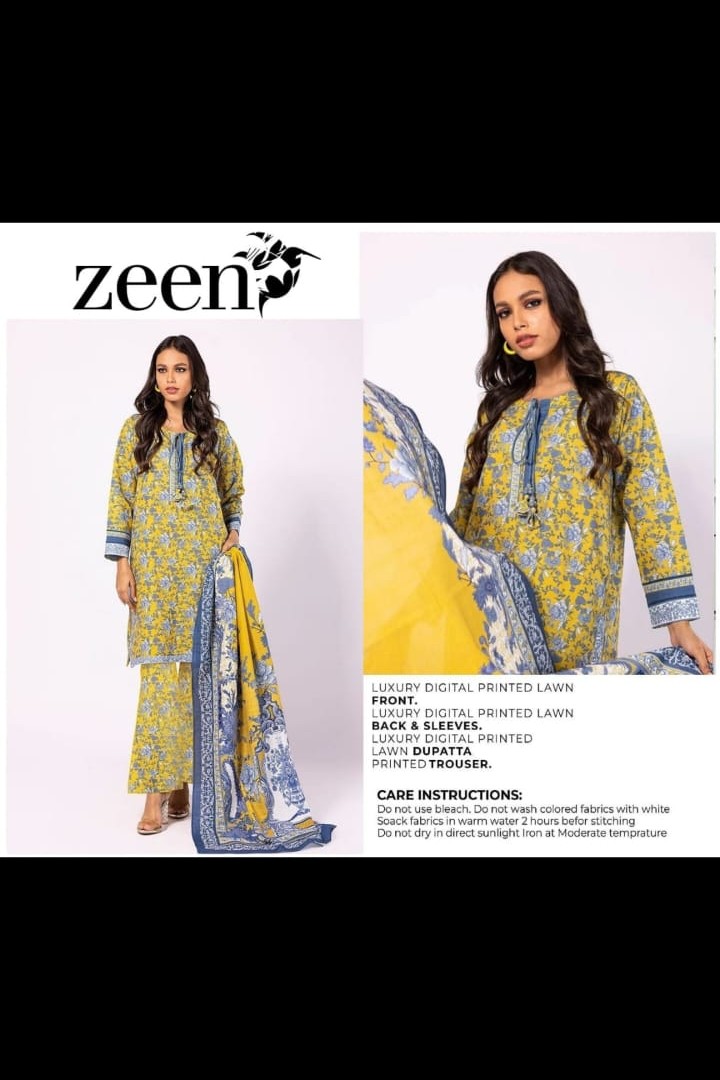 zeen
LUXURY DIGITAL PRINTED LAWN
FRONT.
LUXURY DIGITAL PRINTED LAWN
BACK & SLEEVES.
LUXURY DIGITAL PRINTED
LAWN DUPATTA
PRINTED TROUSER.
CARE INSTRUCTIONS:
Do not use bleach. Do not wash colored fabrics with white
Soack fabrics in warm water 2 hours befor stitching
Do not dry in direct sunlight Iron at Moderate temprature